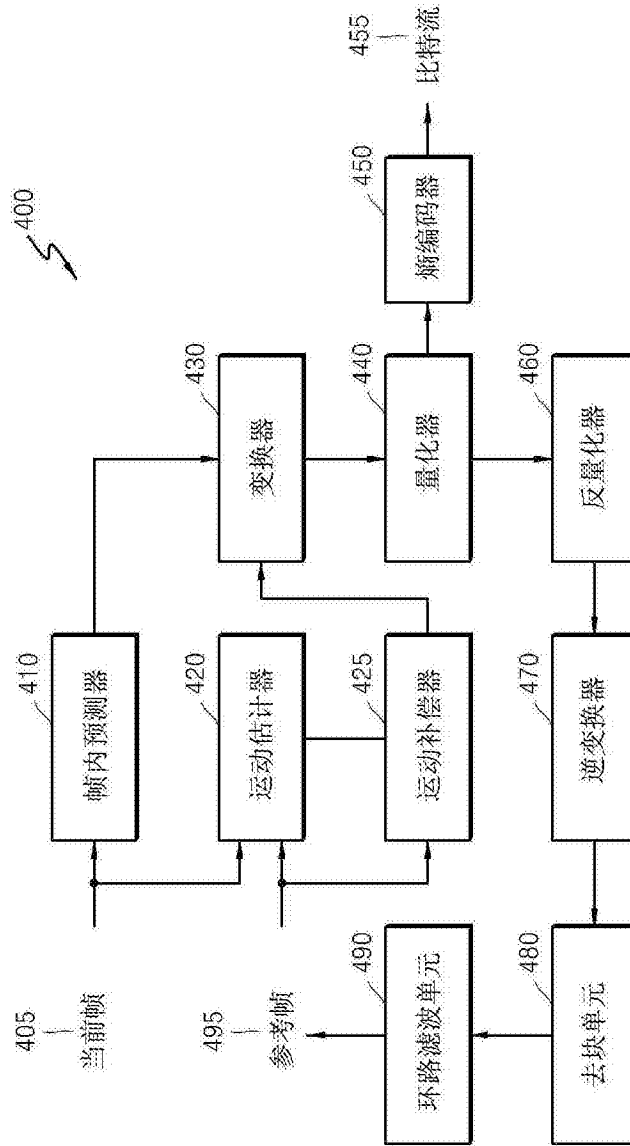 400
405
当前帧
410
帧内预测器
495
参考帧
420
运动估计器
430
变换器
425
运动补偿器
440
量化器
450
熵编码器
455
比特流
490
环路滤波单元
480
去块单元
470
逆变换器
460
反量化器